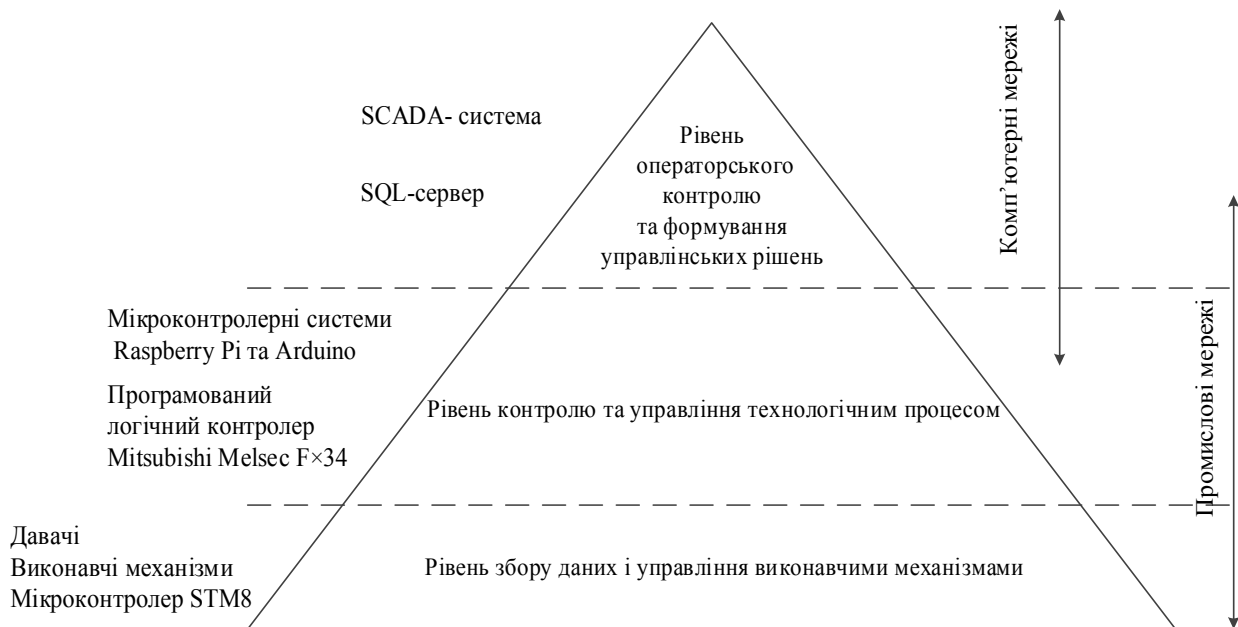 SCADA- система
SQL-сервер
Рівень
операторського
контролю
та формування
управлінських рішень
Комп’ютерні мережі
Мікроконтролерні системи
Raspberry Pi та Arduino
Програмований
логічний контролер
Mitsubishi Melsec F×34
Рівень контролю та управління технологічним процесом
Промислові мережі
Давачі
Виконавчі механізми
Мікроконтролер STM8
Рівень збору даних і управління виконавчими механізмами